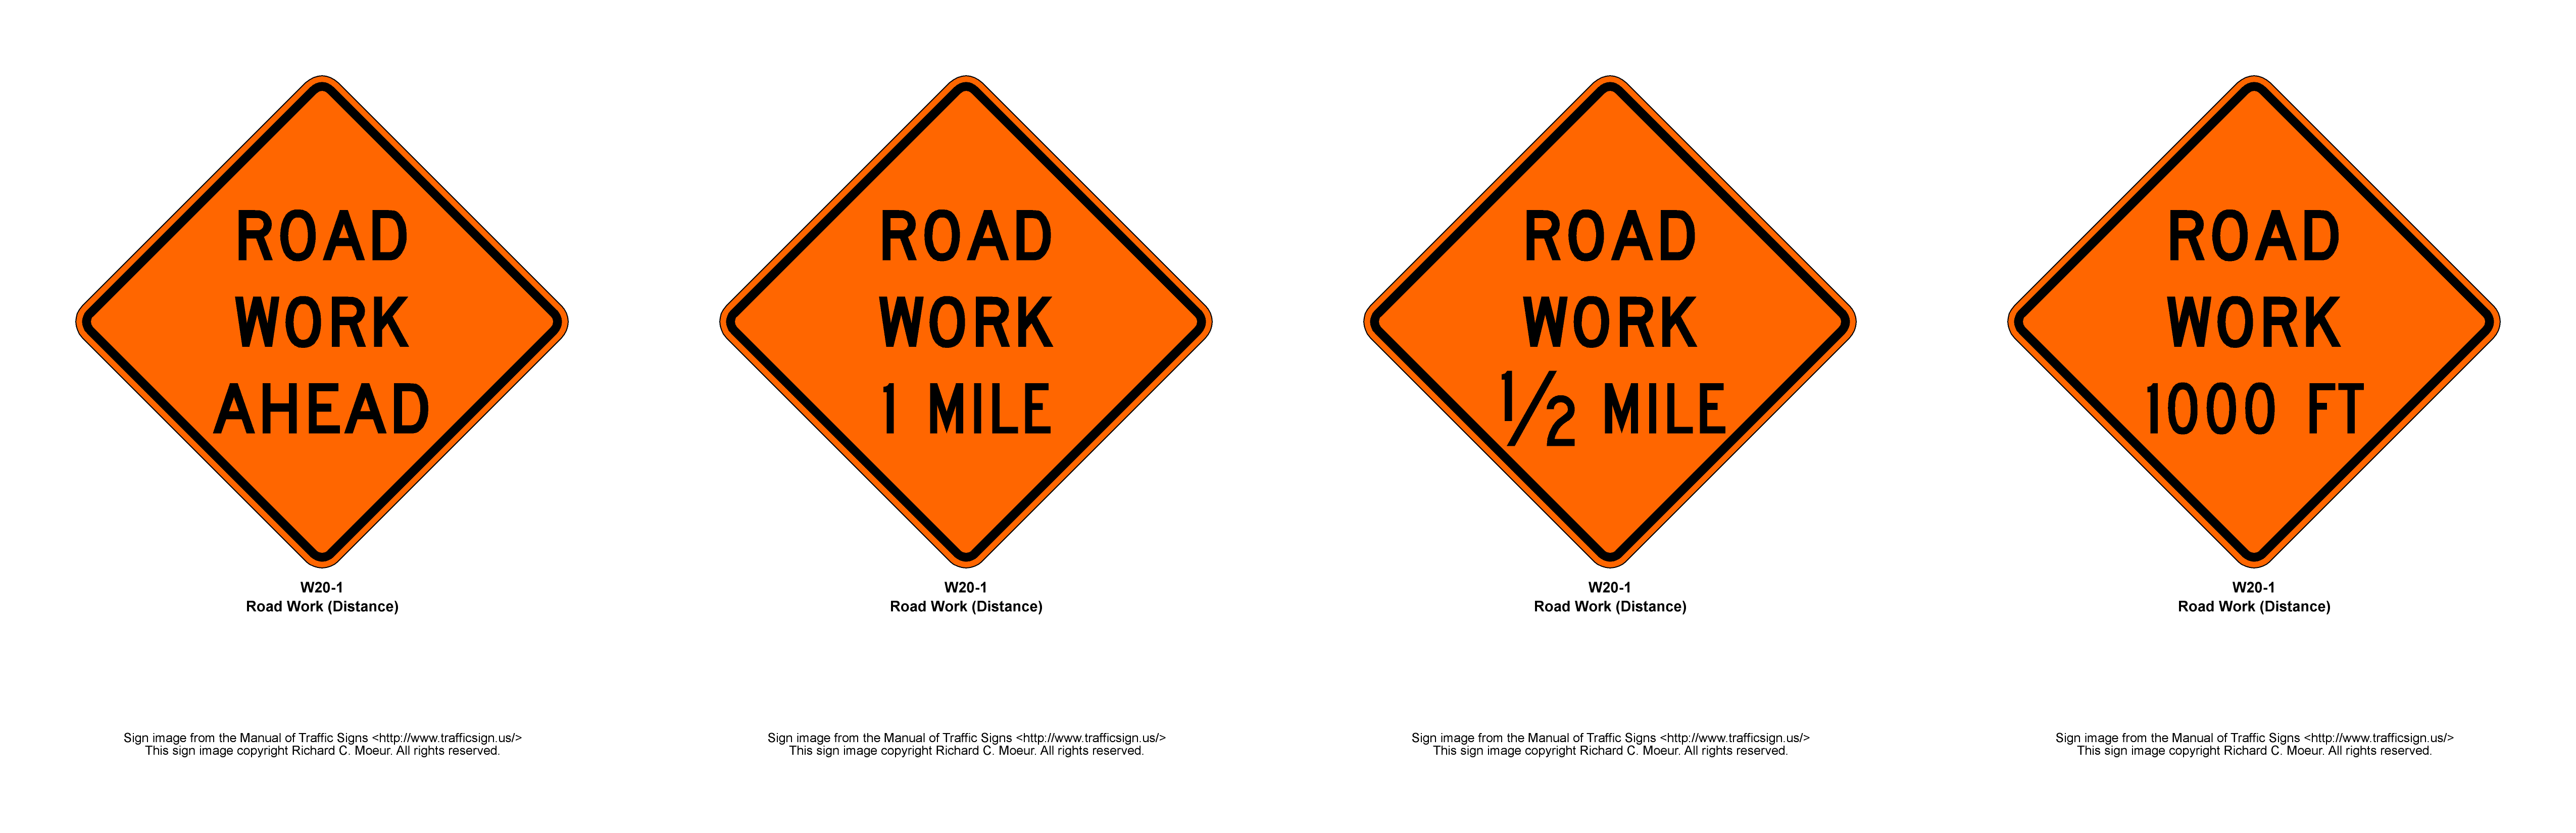 ROAD
WORK
AHEAD
W20-1
Road Work (Distance)
Sign image from the Manual of Traffic Signs <http://www.trafficsign.us/>
This sign image copyright Richard C. Moeur. All rights reserved.
ROAD
WORK
1 MILE
W20-1
Road Work (Distance)
Sign image from the Manual of Traffic Signs <http://www.trafficsign.us/>
This sign image copyright Richard C. Moeur. All rights reserved.
ROAD
WORK
1/2 MILE
W20-1
Road Work (Distance)
Sign image from the Manual of Traffic Signs <http://www.trafficsign.us/>
This sign image copyright Richard C. Moeur. All rights reserved.
ROAD
WORK
1000 FT
W20-1
Road Work (Distance)
Sign image from the Manual of Traffic Signs <http://www.trafficsign.us/>
This sign image copyright Richard C. Moeur. All rights reserved.